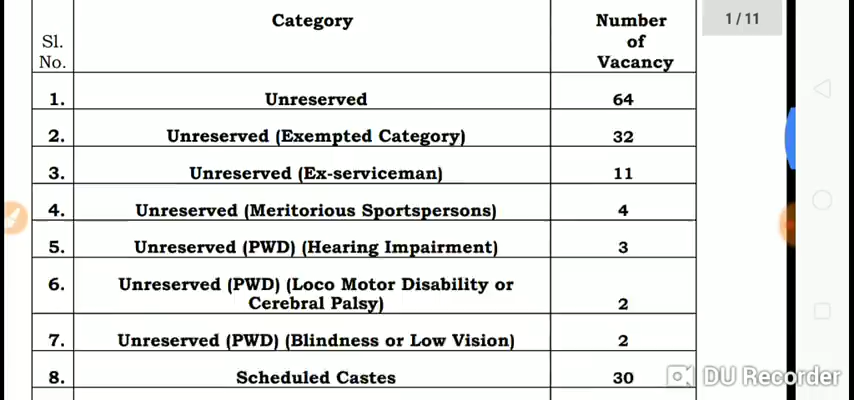 Sl.
No.
Category
Number
of
Vacancy
1/11
1. Unreserved 64
2. Unreserved (Exempted Category) 32
3. Unreserved (Ex-serviceman) 11
4. Unreserved (Meritorious Sportspersons) 4
5. Unreserved (PWD) (Hearing Impairment) 3
6. Unreserved (PWD) (Loco Motor Disability or
Cerebral Palsy) 2
7. Unreserved (PWD) (Blindness or Low Vision) 2
8. Scheduled Castes 30
DU Recorder